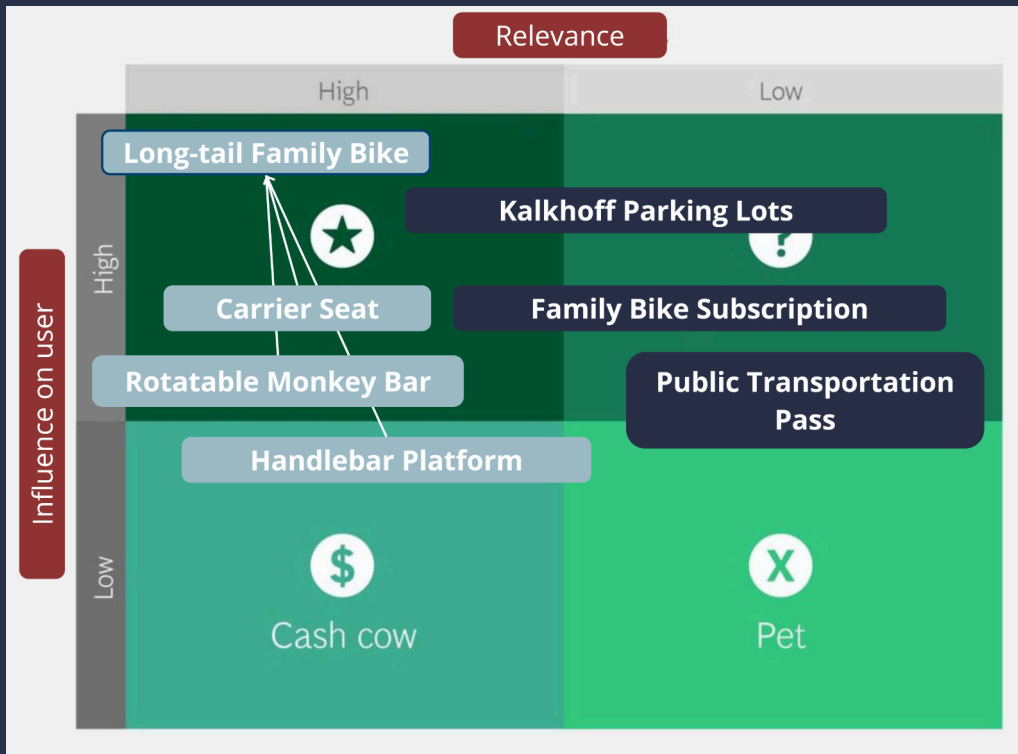 Relevance
High
Low
Long-tail Family Bike
Kalkhoff Parking Lots
?
High
Carrier Seat
Family Bike Subscription
Influence on user
Rotatable Monkey Bar
Public Transportation
Pass
Handlebar Platform
Low
$
X
Cash cow
Pet